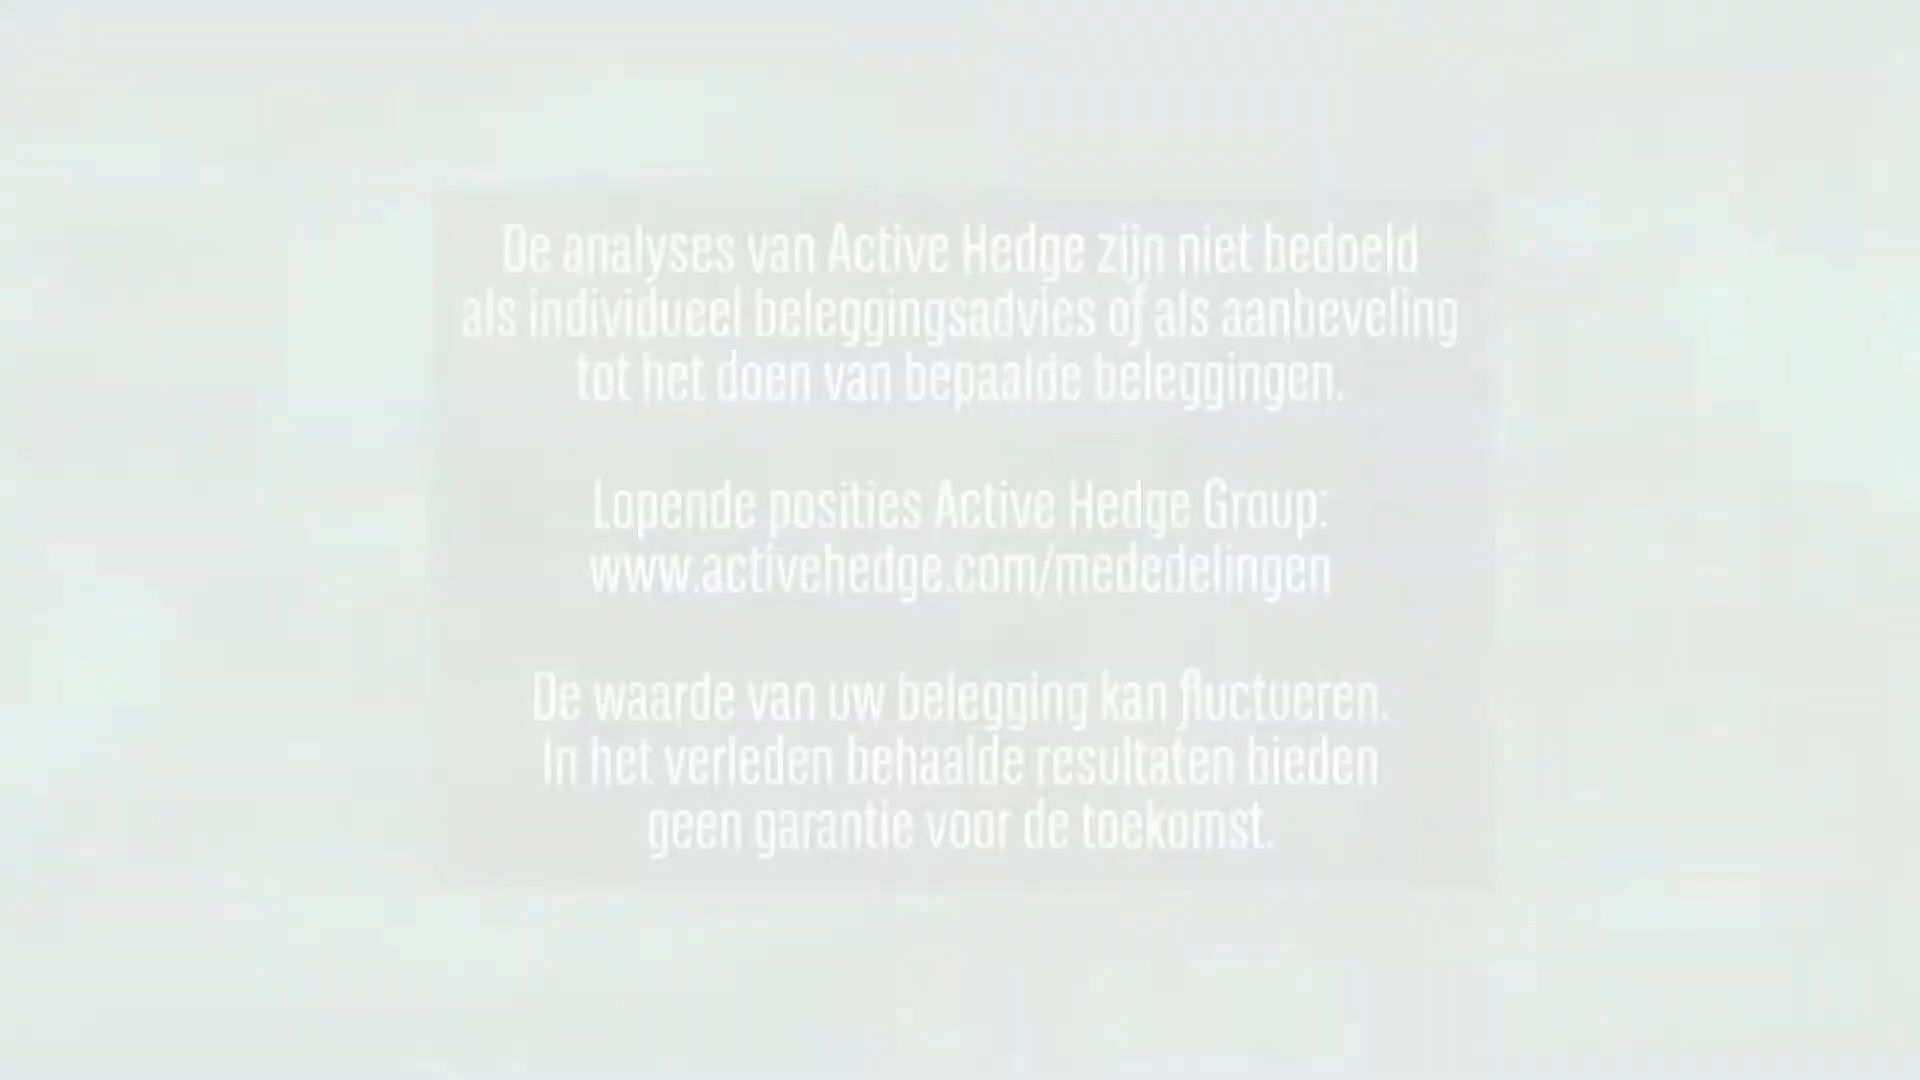 De analyses van Active Hedge zijn niet bedoeld
als individueel beleggingsadvies of als aanbeveling
tot het doen van bepaalde beleggingen.
Lopende posities Active Hedge Group:
www.activehedge.com/mededelingen
De waarde van uw belegging kan fluctueren.
In het verleden behaalde resultaten bieden
geen garantie voor de toekomst.